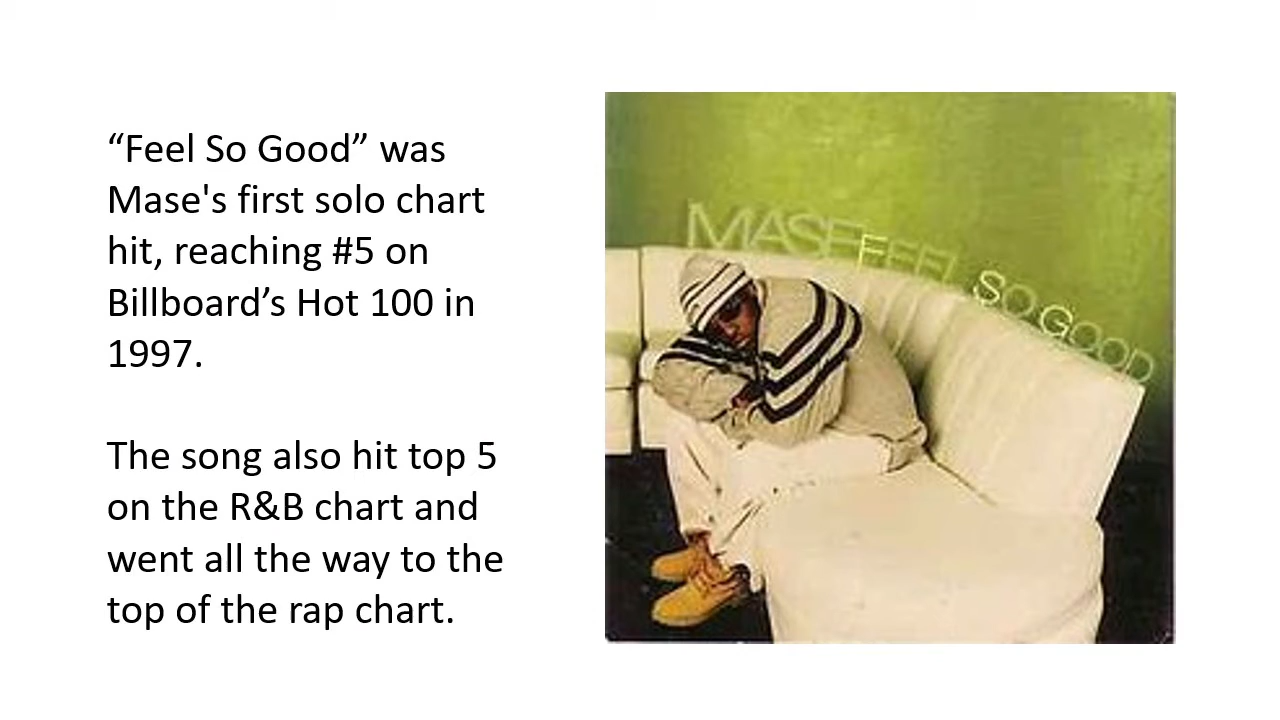 “Feel So Good” was
Mase's first solo chart
hit, reaching #5 on
Billboard’s Hot 100 in
1997.
The song also hit top 5
on the R&B chart and
went all the way to the
top of the rap chart.
MASE FEEL SO GOOD